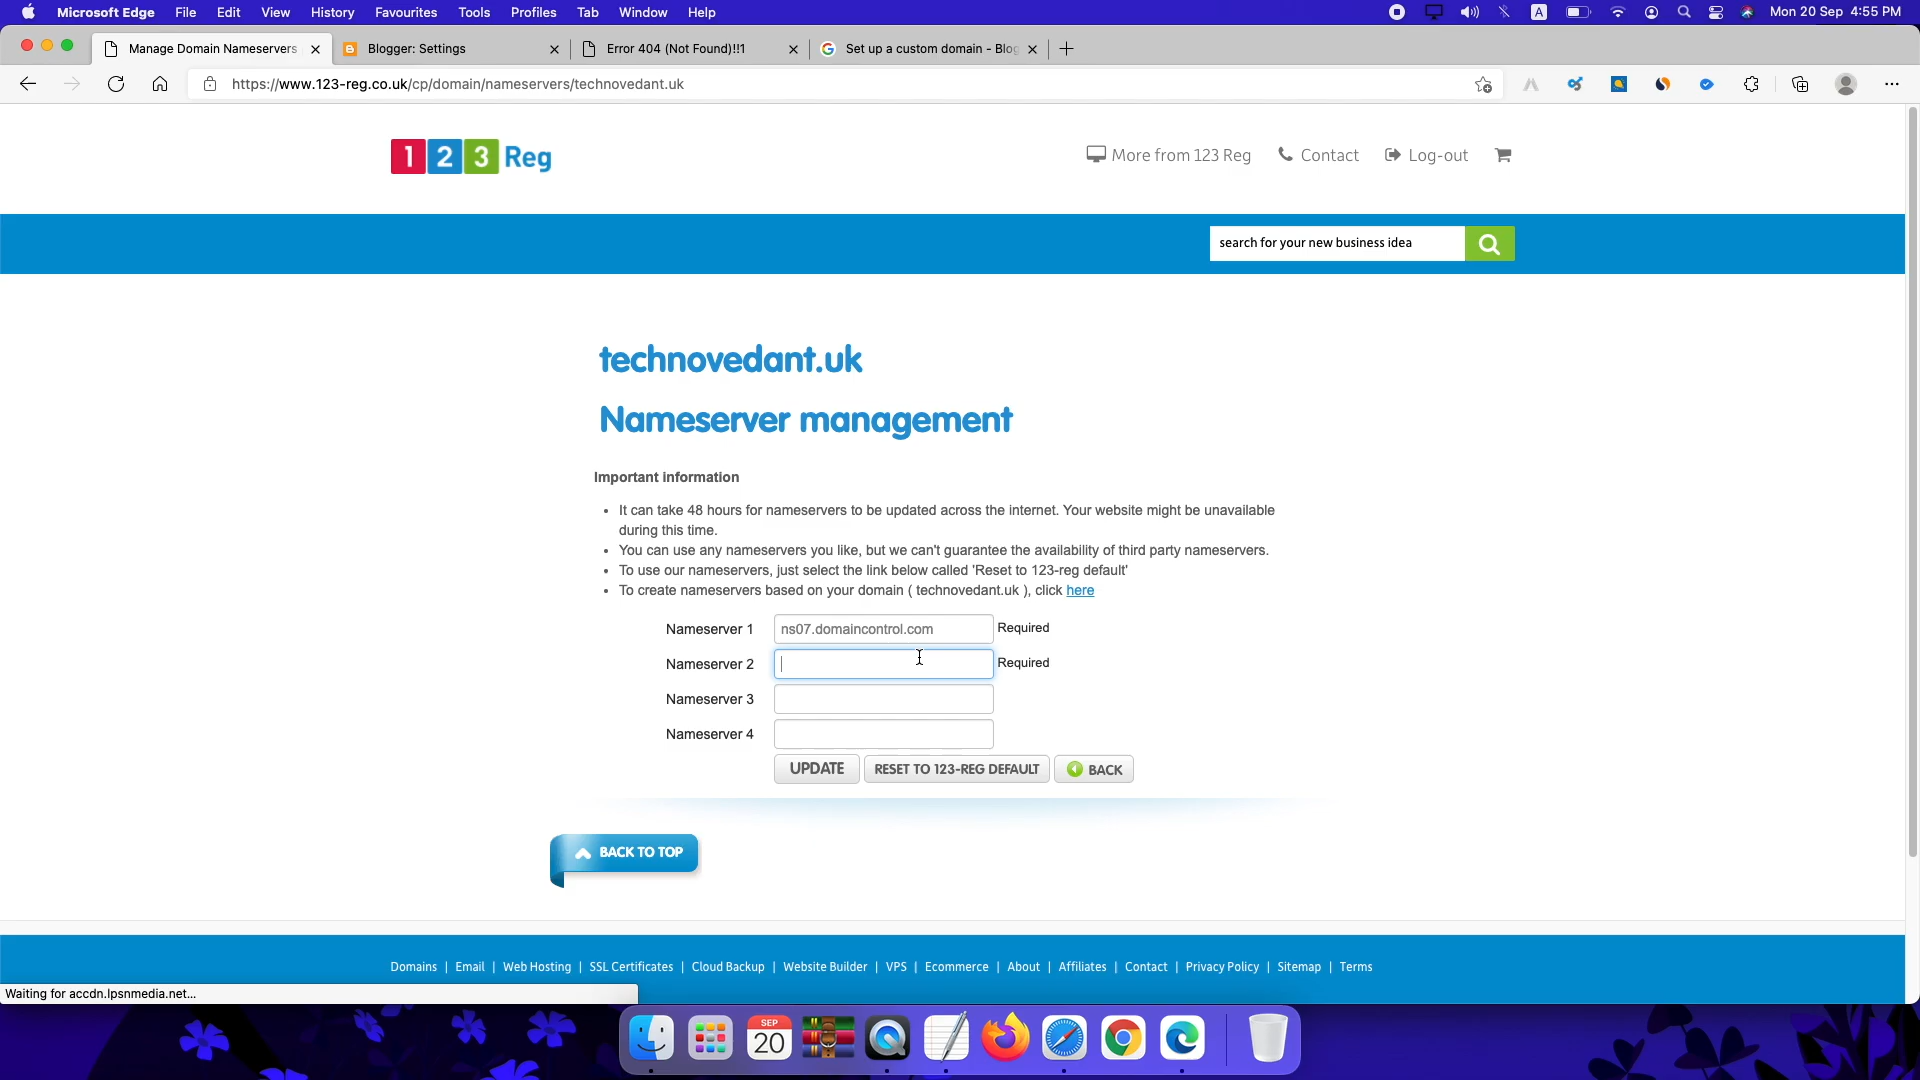 Microsoft Edge File Edit View History Favourites Tools Profiles Tab Window Help A Mon 20 Sep 4:55 PM
Manage Domain Nameservers Blogger: Settings Error 404 (Not Found)!!1 Set up a custom domain - Blog
https://www.123-reg.co.uk/cp/domain/nameservers/technovedant.uk
123 Reg More from 123 Reg Contact Log-out
search for your new business idea
technovedant.uk
Nameserver management
Important information
• It can take 48 hours for nameservers to be updated across the internet. Your website might be unavailable
during this time.
• You can use any nameservers you like, but we can't guarantee the availability of third party nameservers.
• To use our nameservers, just select the link below called 'Reset to 123-reg default'
• To create nameservers based on your domain ( technovedant.uk ), click here
Nameserver 1 ns07.domaincontrol.com Required
Nameserver 2 Required
Nameserver 3
Nameserver 4
UPDATE RESET TO 123-REG DEFAULT BACK
BACK TO TOP
Domains | Email | Web Hosting | SSL Certificates | Cloud Backup | Website Builder | VPS | Ecommerce | About | Affiliates | Contact | Privacy Policy | Sitemap | Terms
Waiting for accdn.lpsnmedia.net...
SEP
20